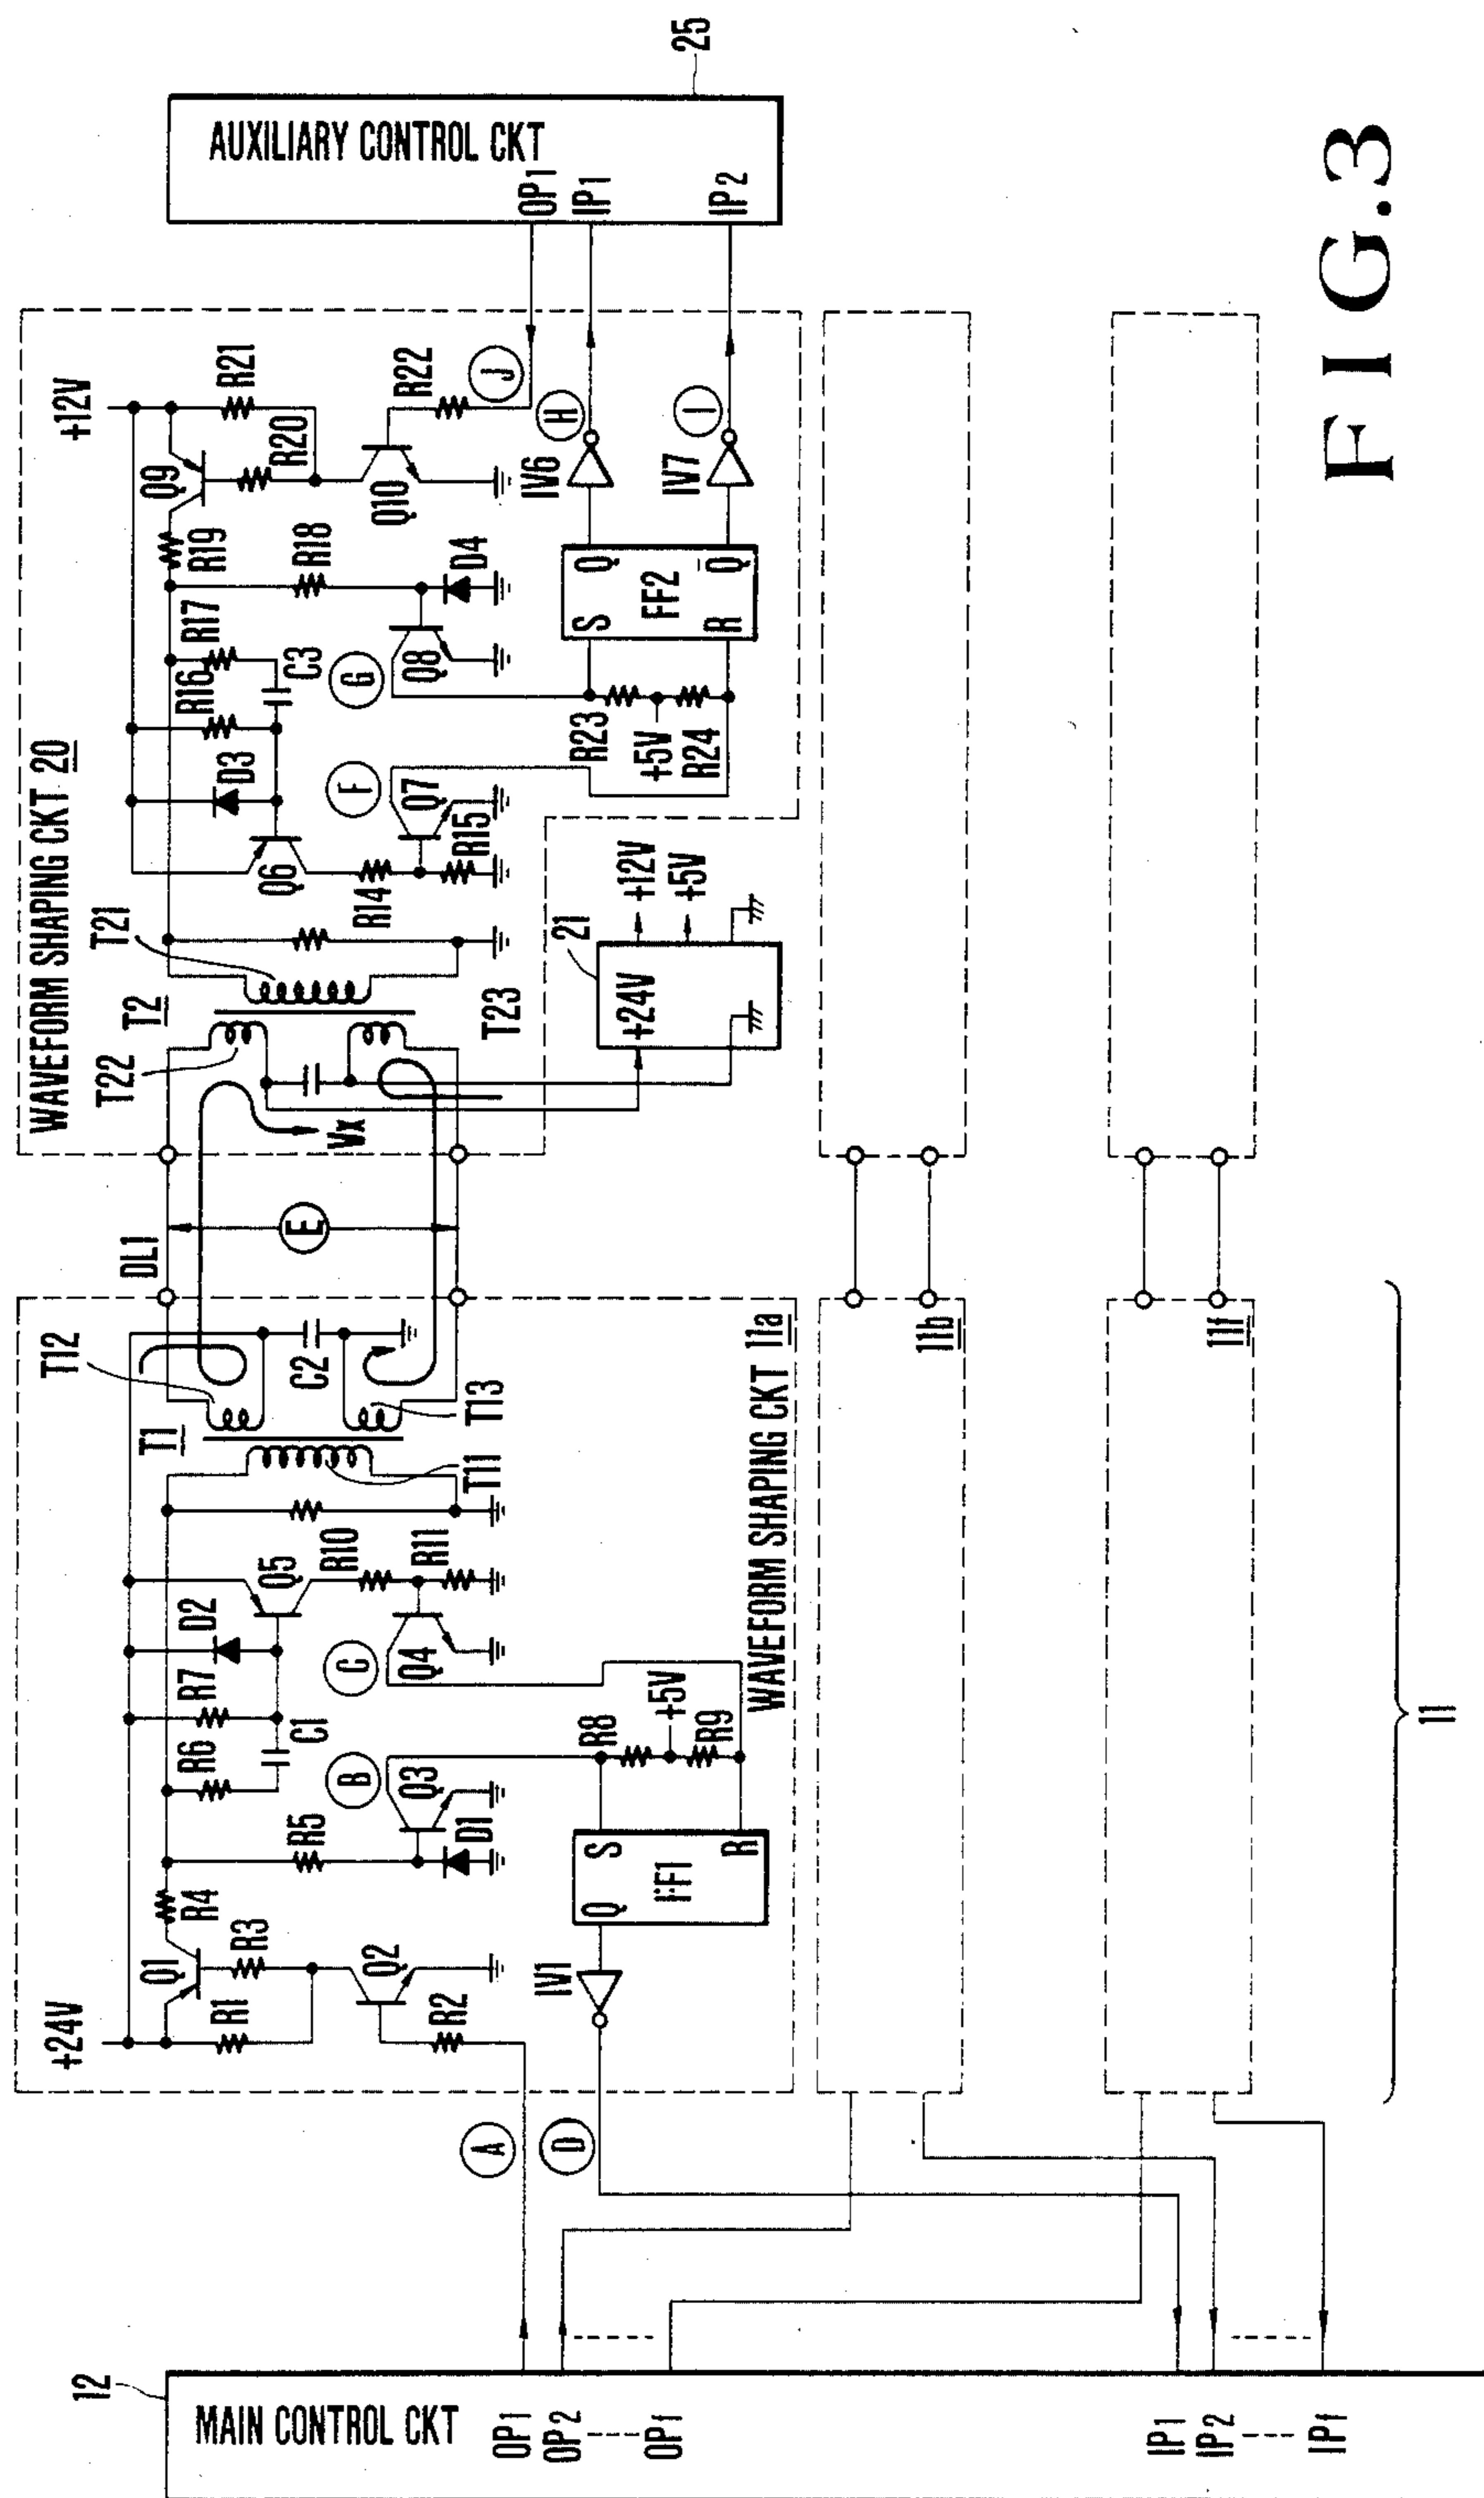 12
MAIN CONTROL CKT
OP1
OP2
OPf
IP1
IP2
IPf
A
D
+24V
Q1
R1
R3
R4
Q2
R2
IV1
R5
R6
R7
C1
D2
Q5
R10
R11
B
Q3
D1
C
Q4
Q
S
FF1
R
R8
+5V
R9
WAVEFORM SHAPING CKT 11a
T1
T11
T12
T13
C2
DL1
E
11b
11f
11
WAVEFORM SHAPING CKT 20
T2
T21
T22
T23
Vx
21
+24V
+12V
+5V
Q6
D3
R14
R15
F
Q7
R16
R17
C3
G
Q8
R18
D4
R19
Q9
+12V
R21
R20
Q10
R22
J
R23
+5V
R24
S
Q
FF2
R
Q̅
IV6
H
IV7
I
AUXILIARY CONTROL CKT
OP1
IP1
IP2
25
FIG.3